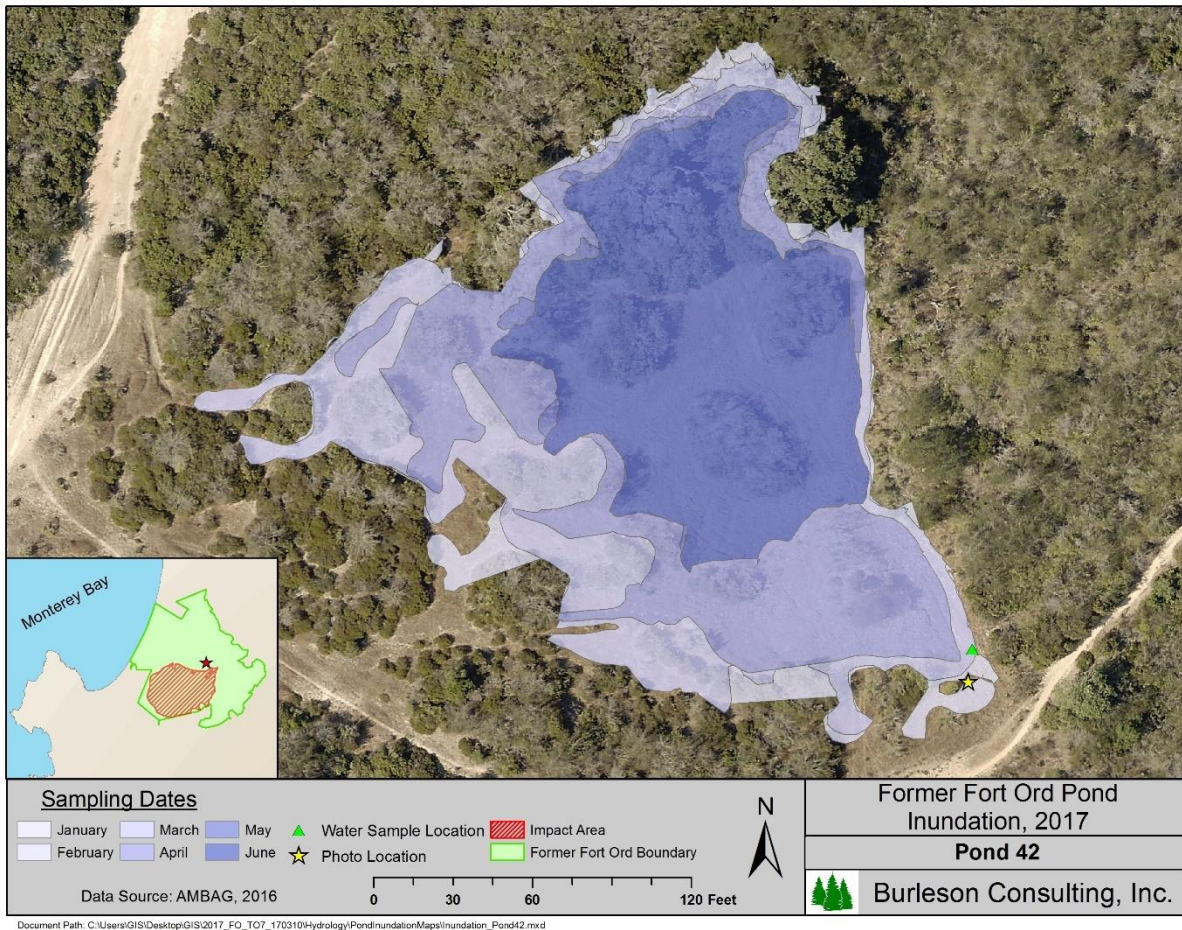 Monterey Bay
Sampling Dates
January
February
March
April
May
June
Water Sample Location
Photo Location
Impact Area
Former Fort Ord Boundary
Data Source: AMBAG, 2016
N
0 30 60 120 Feet
Former Fort Ord Pond
Inundation, 2017
Pond 42
Burleson Consulting, Inc.
Document Path: C:\Users\GIS\Desktop\GIS\2017_FO_TO7_170310\Hydrology\PondInundationMaps\Inundation_Pond42.mxd